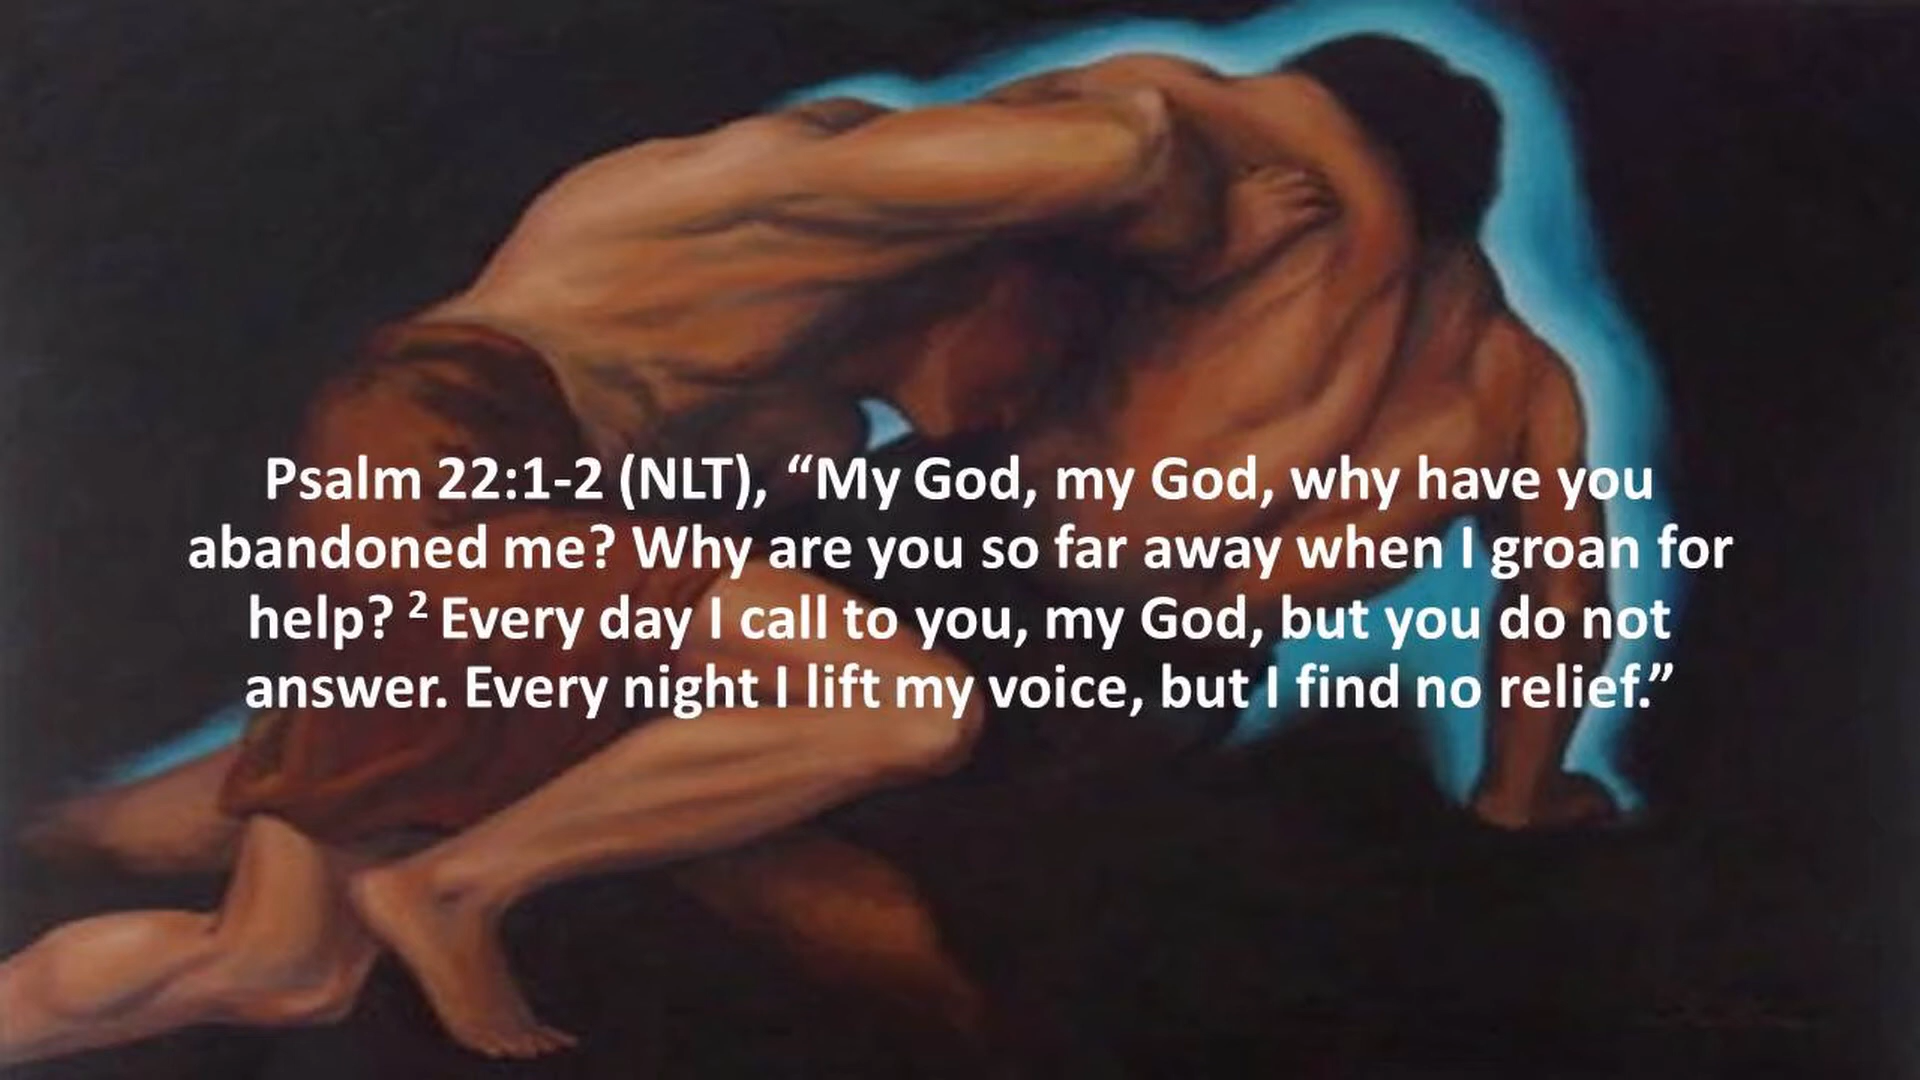 Psalm 22:1-2 (NLT), “My God, my God, why have you
abandoned me? Why are you so far away when I groan for
help? ² Every day I call to you, my God, but you do not
answer. Every night I lift my voice, but I find no relief.”